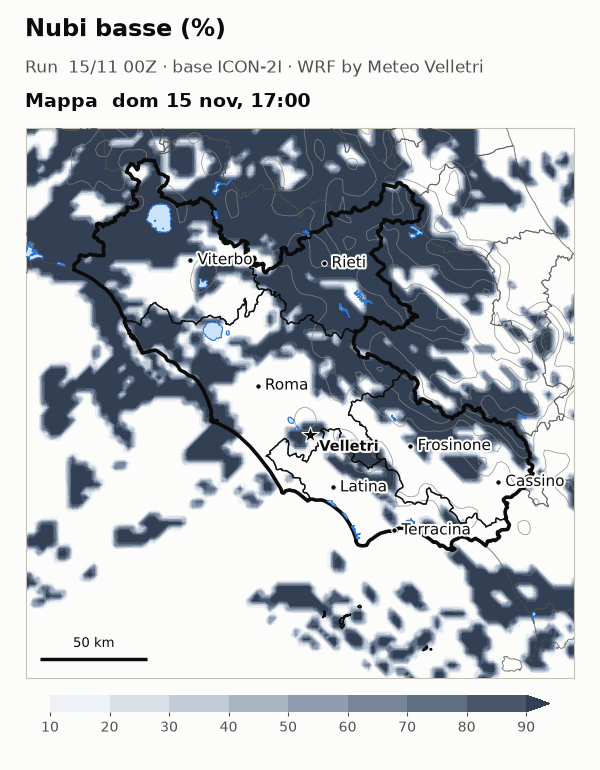 Nubi basse (%)
Run  15/11 00Z · base ICON-2I · WRF by Meteo Velletri
Mappa  dom 15 nov, 17:00
Viterbo
Rieti
Roma
Velletri
Frosinone
Cassino
Latina
Terracina
50 km
10 20 30 40 50 60 70 80 90